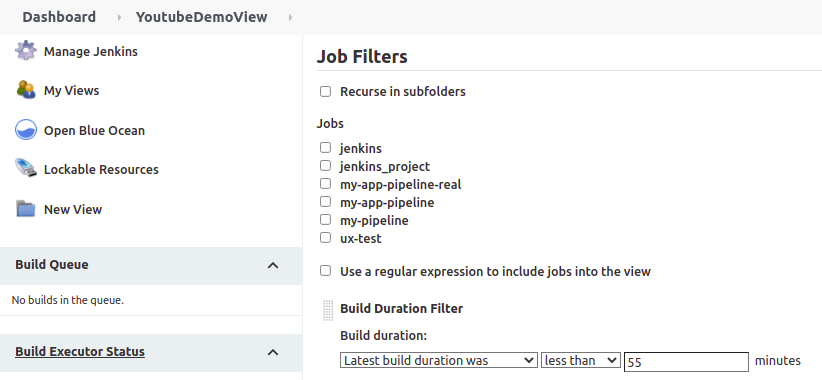 Dashboard YoutubeDemoView
Manage Jenkins
My Views
Open Blue Ocean
Lockable Resources
New View
Build Queue
No builds in the queue.
Build Executor Status
Job Filters
Recurse in subfolders
Jobs
jenkins
jenkins_project
my-app-pipeline-real
my-app-pipeline
my-pipeline
ux-test
Use a regular expression to include jobs into the view
Build Duration Filter
Build duration:
Latest build duration was less than 55 minutes